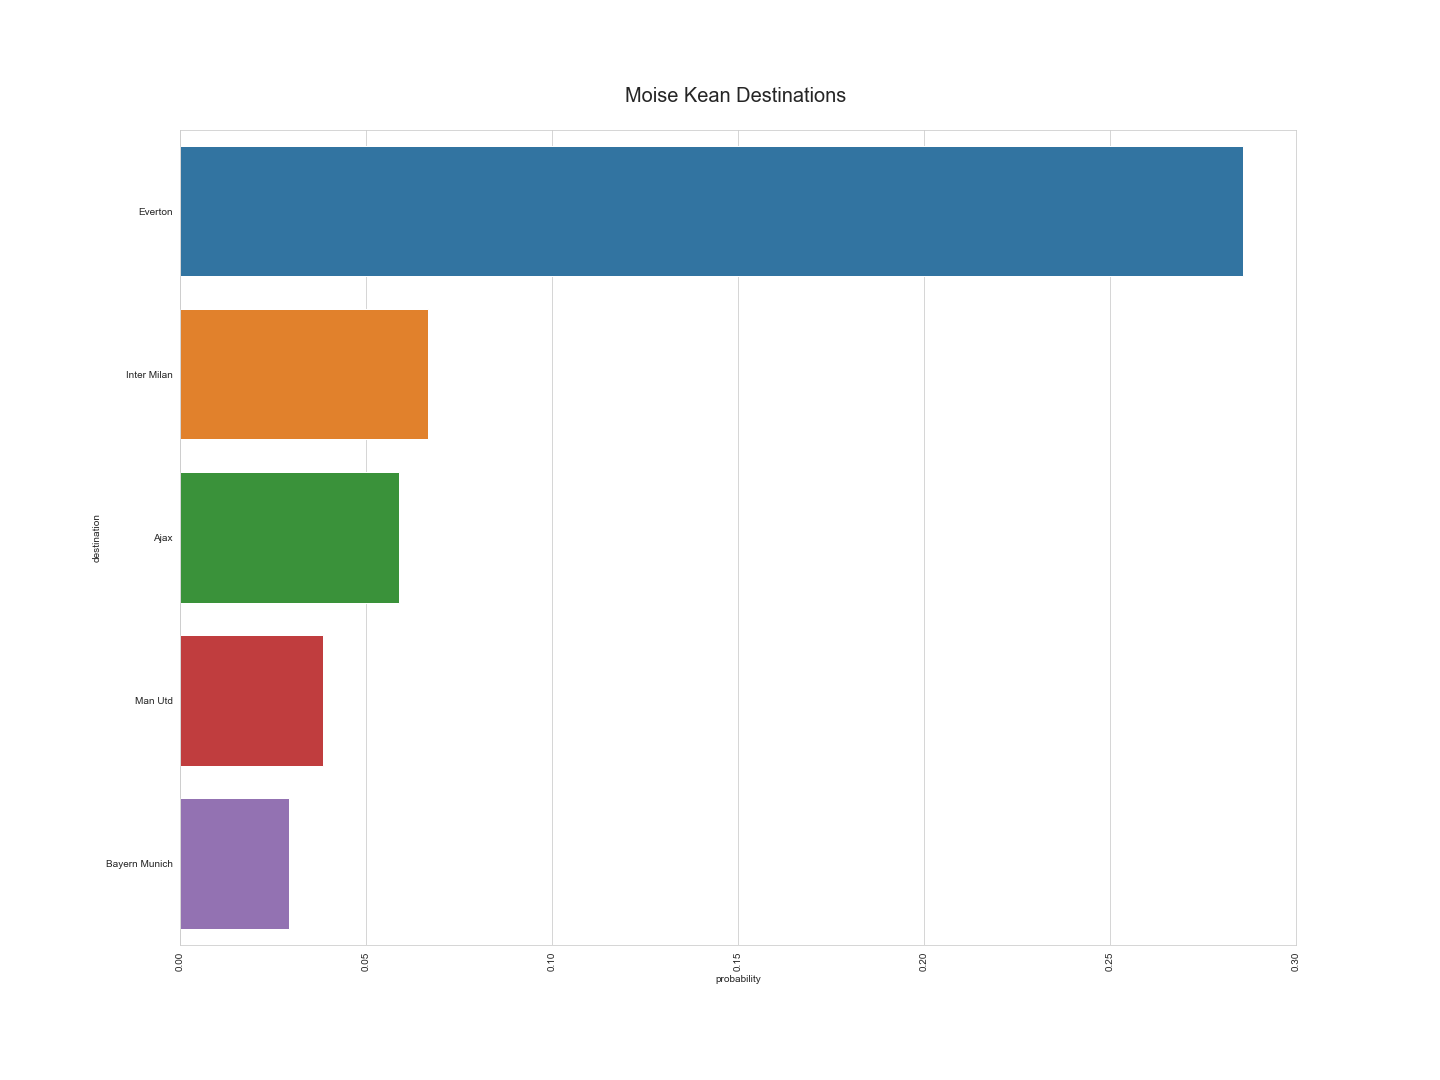 Moise Kean Destinations
Everton
Inter Milan
Ajax
Man Utd
Bayern Munich
destination
0.00
0.05
0.10
0.15
0.20
0.25
0.30
probability